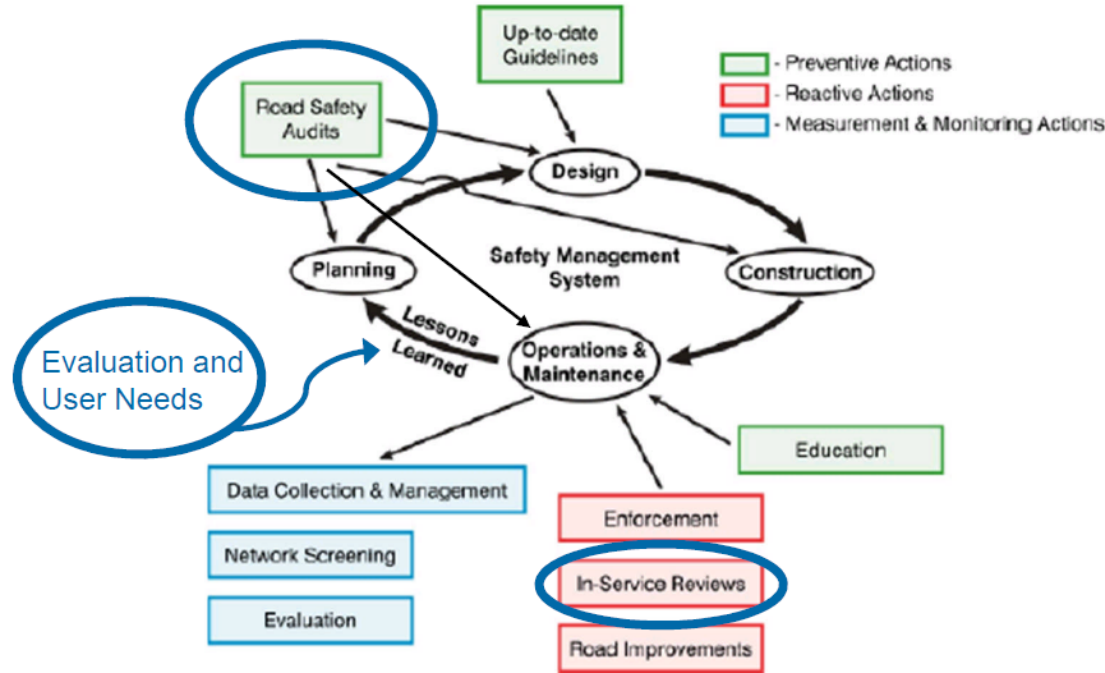 Up-to-date
Guidelines
- Preventive Actions
- Reactive Actions
- Measurement & Monitoring Actions
Road Safety
Audits
Design
Planning
Safety Management
System
Construction
Lessons
Learned
Operations &
Maintenance
Evaluation and
User Needs
Education
Data Collection & Management
Enforcement
Network Screening
In-Service Reviews
Evaluation
Road Improvements